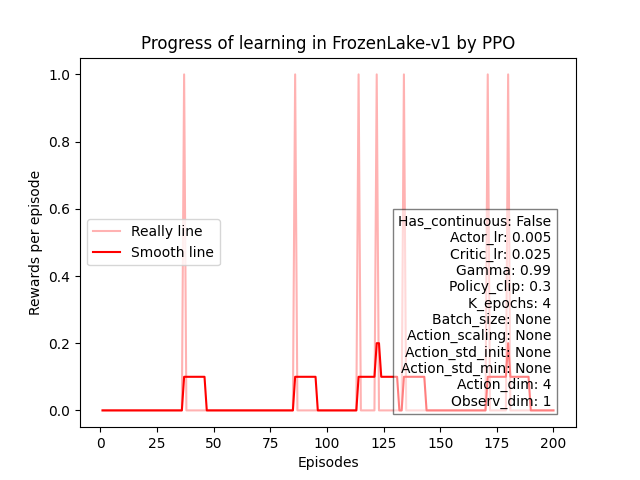 Progress of learning in FrozenLake-v1 by PPO
Rewards per episode
1.0
0.8
0.6
0.4
0.2
0.0
Really line
Smooth line
Has_continuous: False
Actor_lr: 0.005
Critic_lr: 0.025
Gamma: 0.99
Policy_clip: 0.3
K_epochs: 4
Batch_size: None
Action_scaling: None
Action_std_init: None
Action_std_min: None
Action_dim: 4
Observ_dim: 1
0 25 50 75 100 125 150 175 200
Episodes